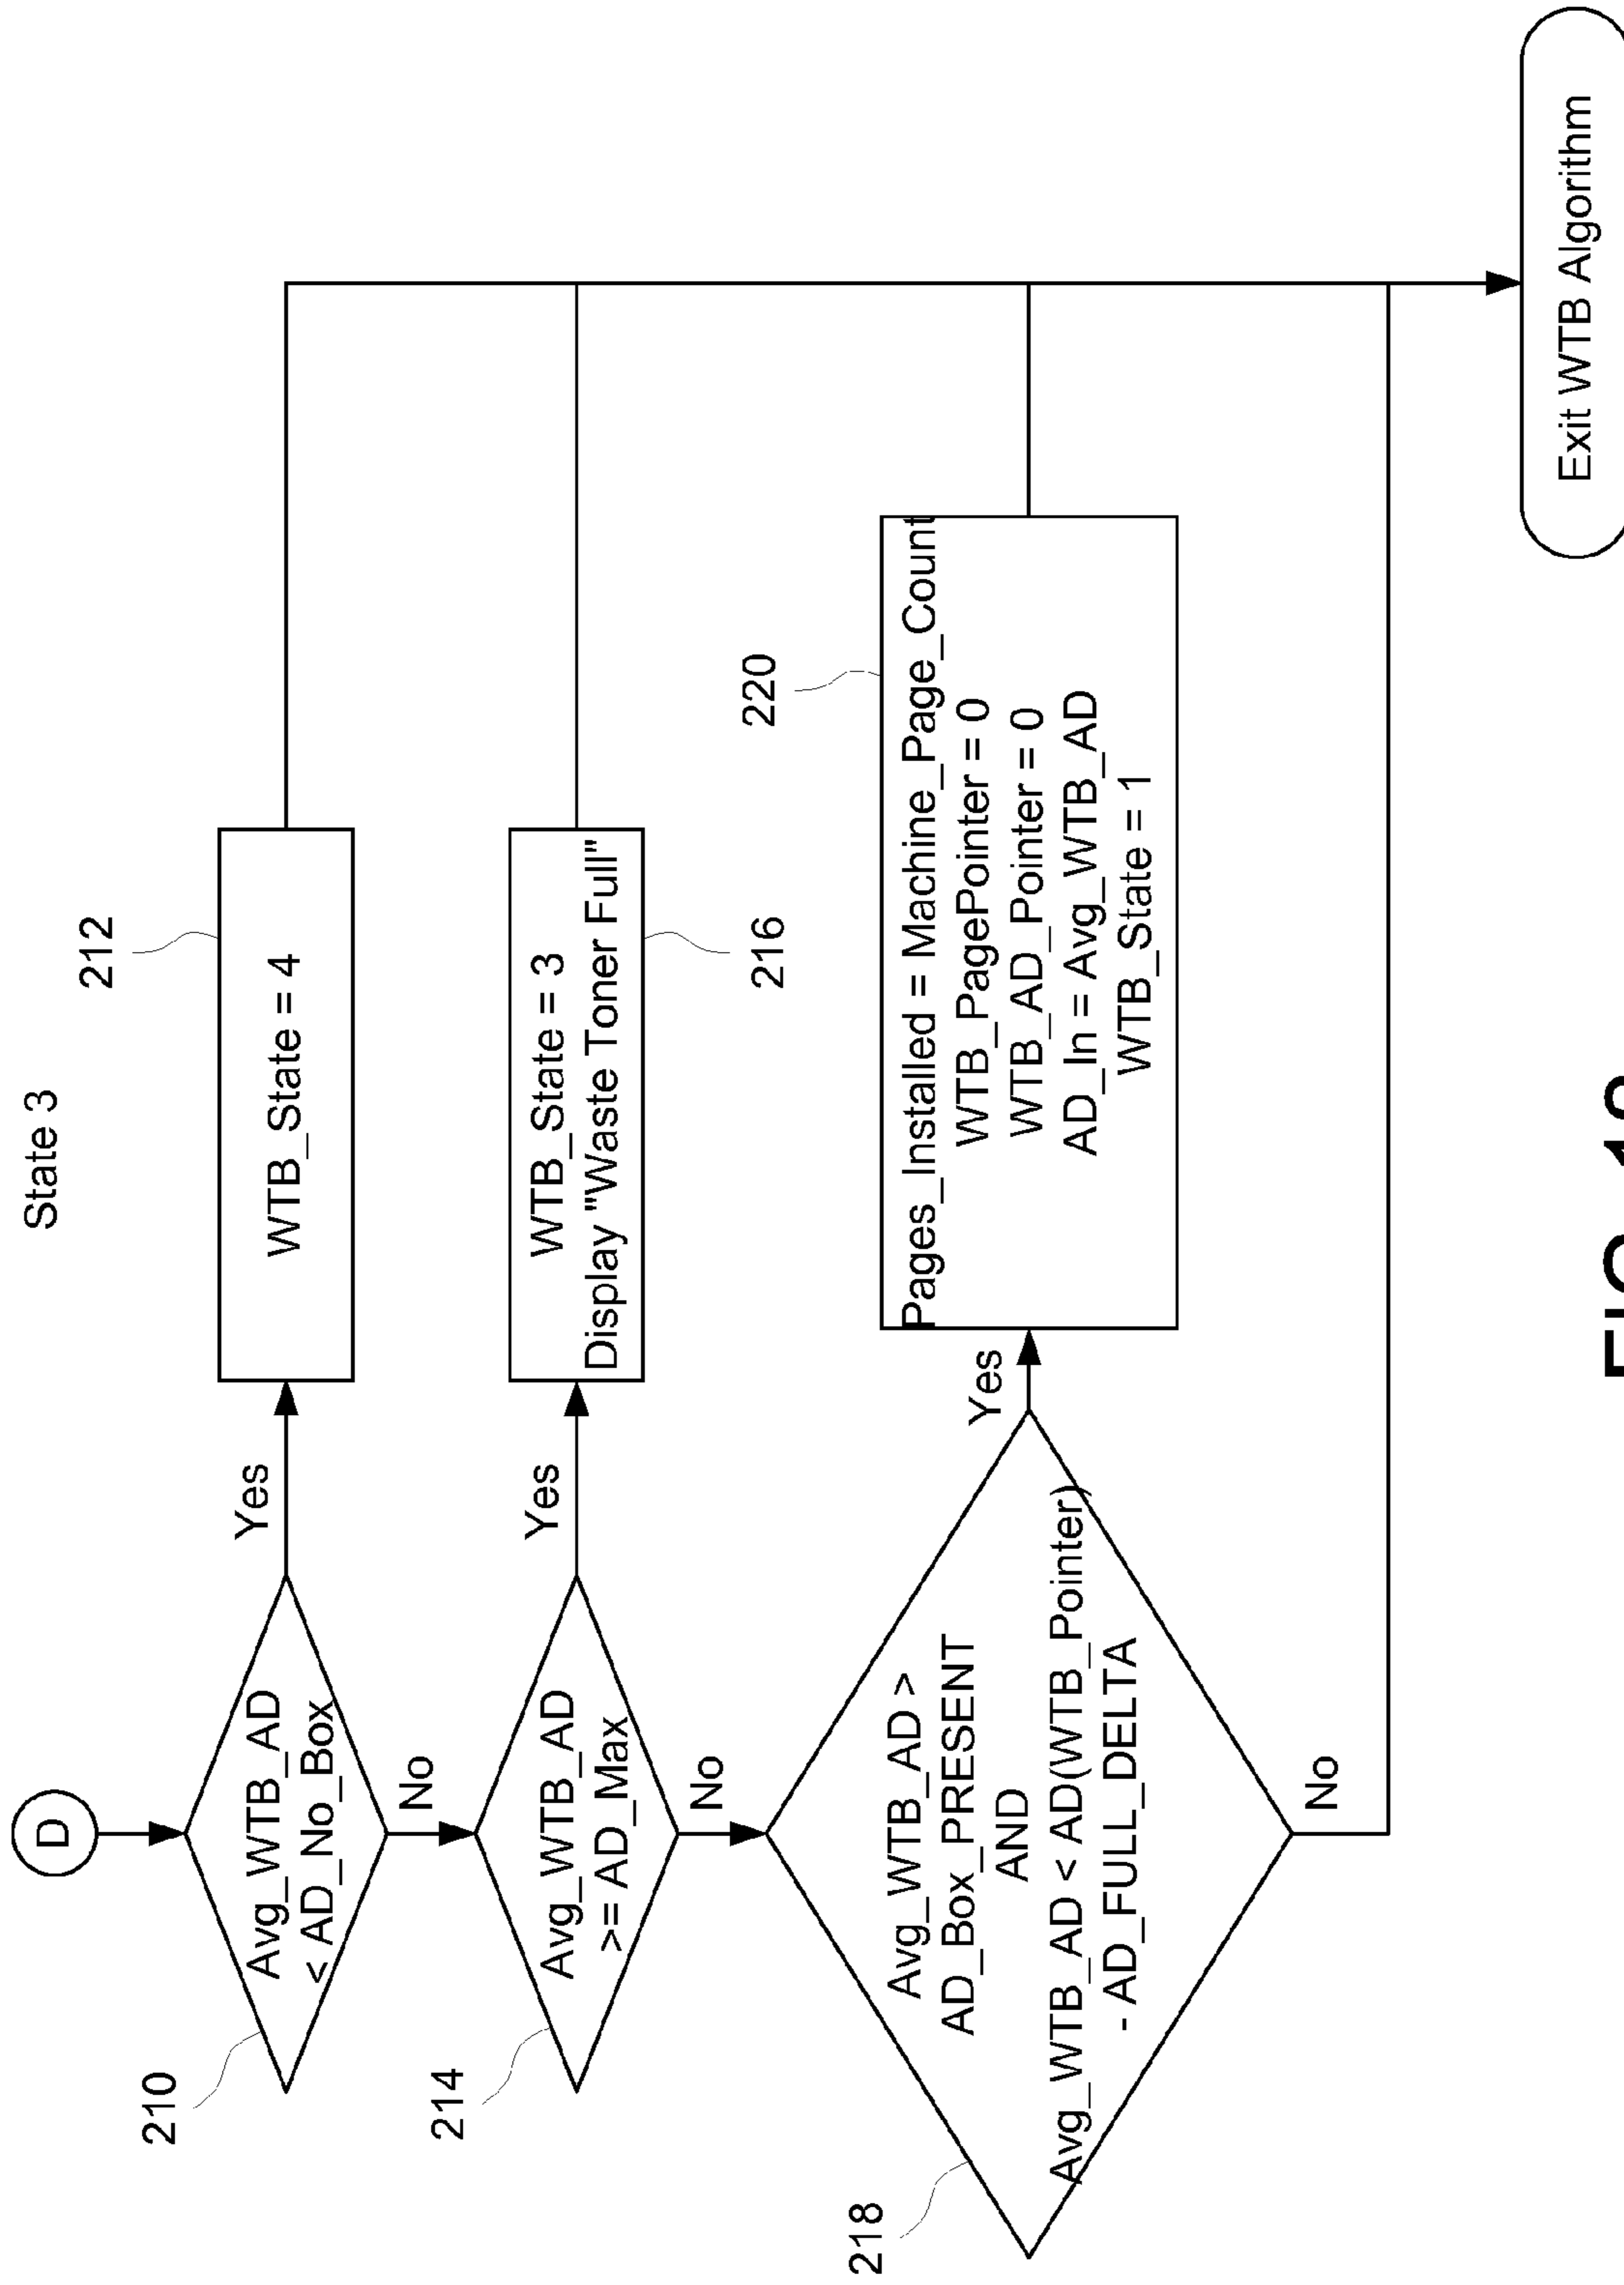 State 3
D
210
Avg_WTB_AD
< AD_No_Box
Yes
212
WTB_State = 4
No
214
Avg_WTB_AD
>= AD_Max
Yes
WTB_State = 3
Display "Waste Toner Full"
216
No
218
Avg_WTB_AD >
AD_Box_PRESENT
AND
Avg_WTB_AD < AD(WTB_Pointer)
- AD_FULL_DELTA
Yes
220
Pages_Installed = Machine_Page_Count
WTB_PagePointer = 0
WTB_AD_Pointer = 0
AD_In = Avg_WTB_AD
WTB_State = 1
No
Exit WTB Algorithm